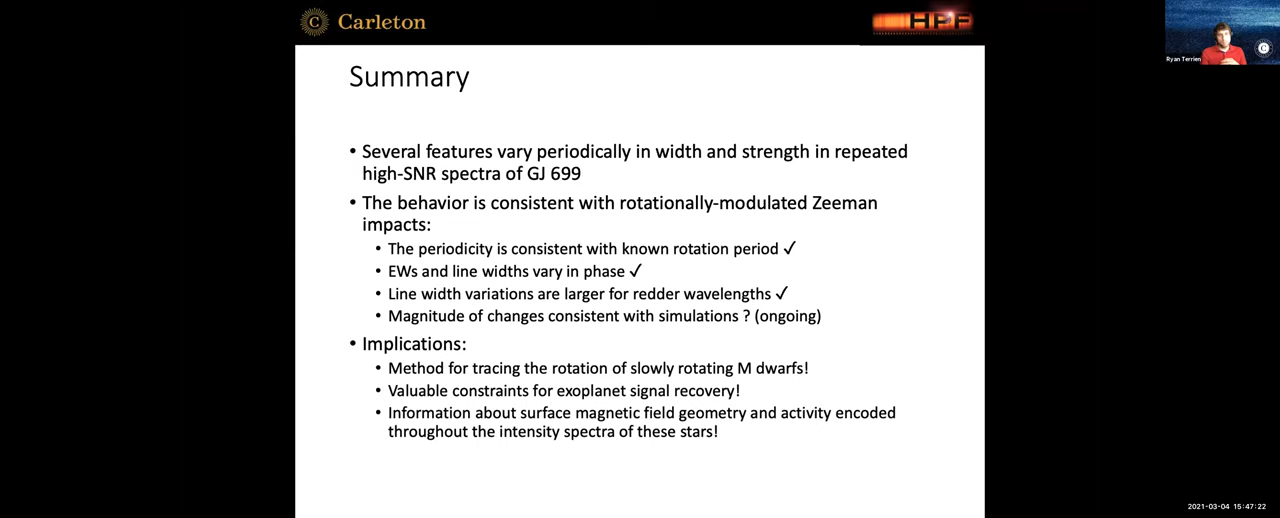 C Carleton
HPF
Ryan Terrien
C
Summary
• Several features vary periodically in width and strength in repeated
high-SNR spectra of GJ 699
• The behavior is consistent with rotationally-modulated Zeeman
impacts:
• The periodicity is consistent with known rotation period ✓
• EWs and line widths vary in phase ✓
• Line width variations are larger for redder wavelengths ✓
• Magnitude of changes consistent with simulations ? (ongoing)
• Implications:
• Method for tracing the rotation of slowly rotating M dwarfs!
• Valuable constraints for exoplanet signal recovery!
• Information about surface magnetic field geometry and activity encoded
throughout the intensity spectra of these stars!
2021-03-04 15:47:22